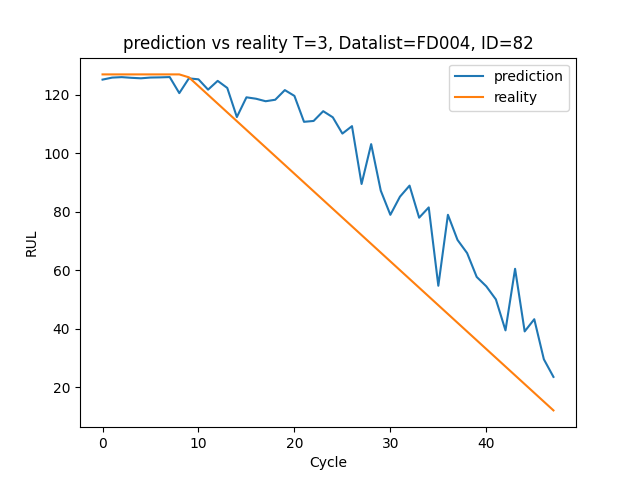 prediction vs reality T=3, Datalist=FD004, ID=82
prediction
reality
120
100
80
60
40
20
RUL
0
10
20
30
40
Cycle